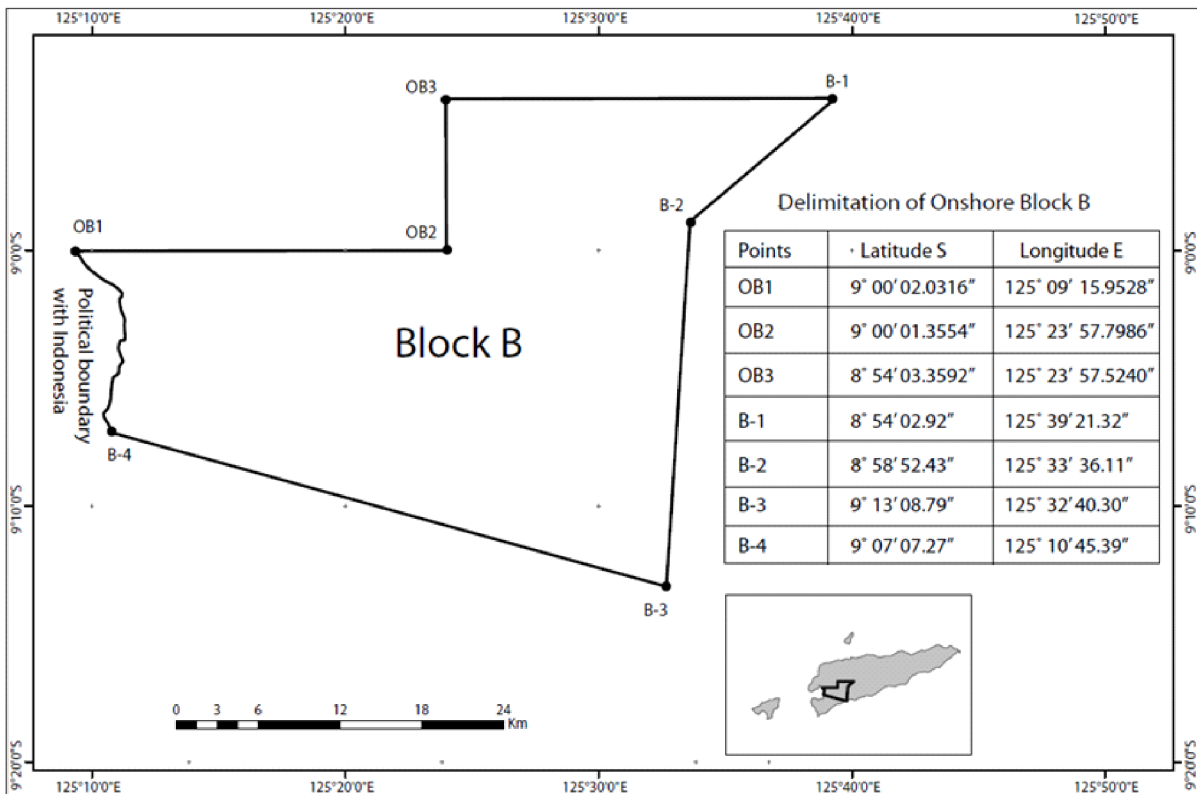 125°10'0"E 125°20'0"E 125°30'0"E 125°40'0"E 125°50'0"E
OB3
B-1
B-2
Delimitation of Onshore Block B
OB1
OB2
9°0'0"S
9°0'0"S
Points Latitude S Longitude E
OB1 9° 00' 02.0316" 125° 09' 15.9528"
OB2 9° 00' 01.3554" 125° 23' 57.7986"
OB3 8° 54' 03.3592" 125° 23' 57.5240"
B-1 8° 54' 02.92" 125° 39' 21.32"
B-2 8° 58' 52.43" 125° 33' 36.11"
B-3 9° 13' 08.79" 125° 32' 40.30"
B-4 9° 07' 07.27" 125° 10' 45.39"
Political boundary
with Indonesia
Block B
B-4
9°10'0"S
9°10'0"S
B-3
0 3 6 12 18 24
Km
9°20'0"S
9°20'0"S
125°10'0"E 125°20'0"E 125°30'0"E 125°40'0"E 125°50'0"E